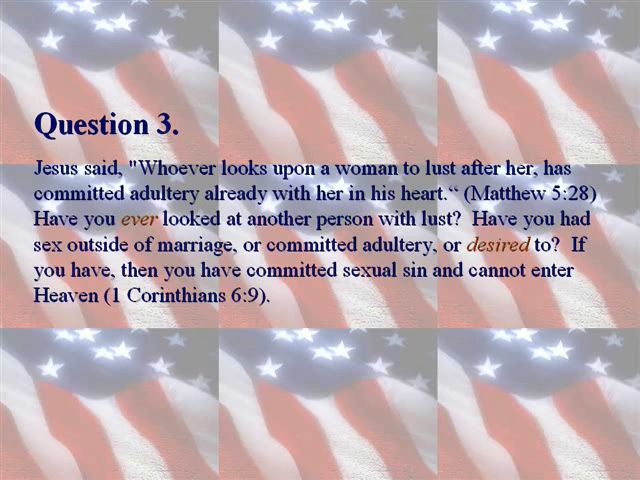 Question 3.
Jesus said, "Whoever looks upon a woman to lust after her, has
committed adultery already with her in his heart.“ (Matthew 5:28)
Have you ever looked at another person with lust?  Have you had
sex outside of marriage, or committed adultery, or desired to?  If
you have, then you have committed sexual sin and cannot enter
Heaven (1 Corinthians 6:9).